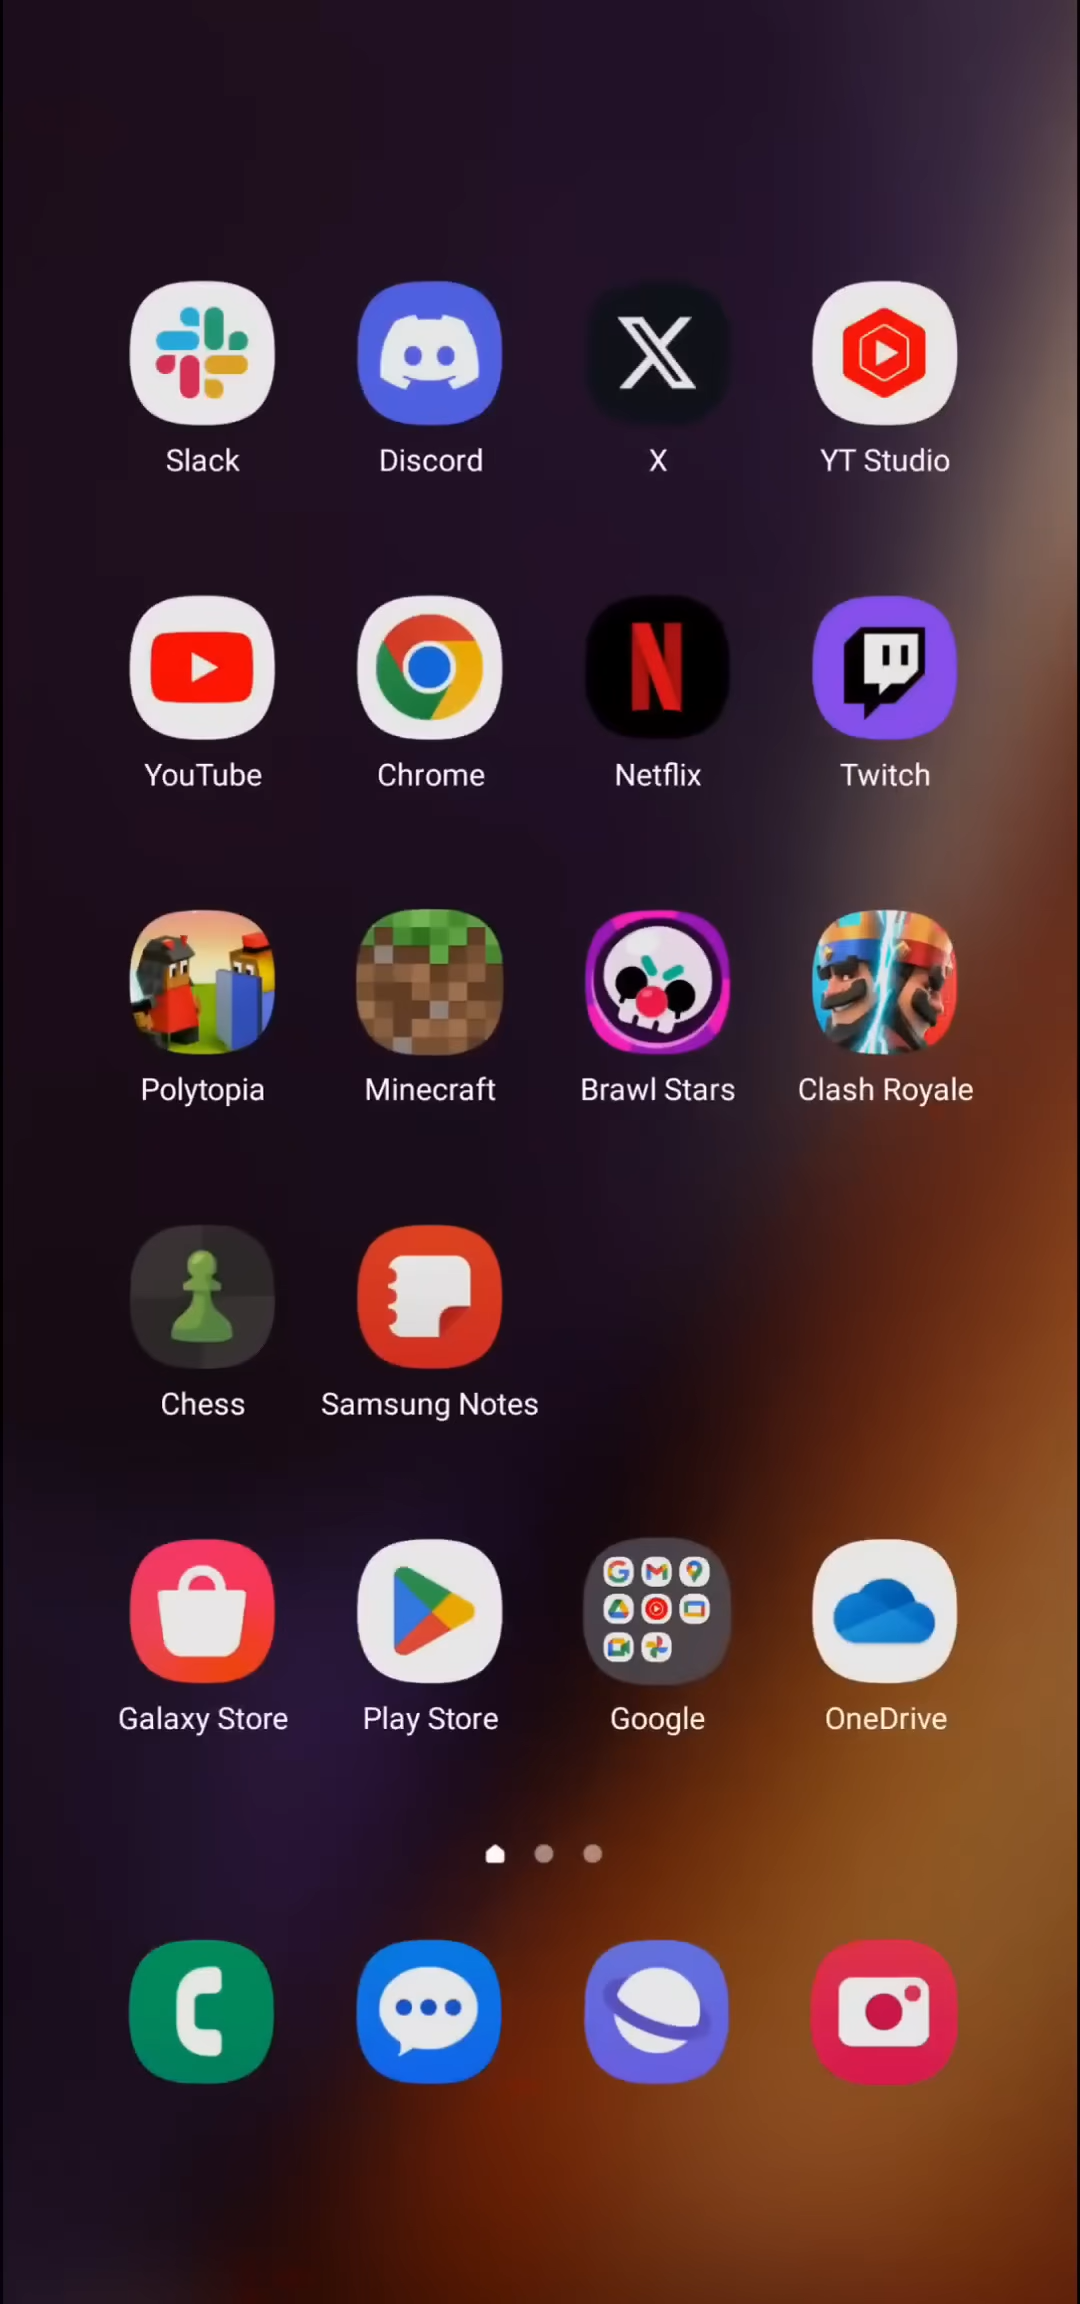 Slack Discord X YT Studio
YouTube Chrome Netflix Twitch
Polytopia Minecraft Brawl Stars Clash Royale
Chess Samsung Notes
Galaxy Store Play Store Google OneDrive